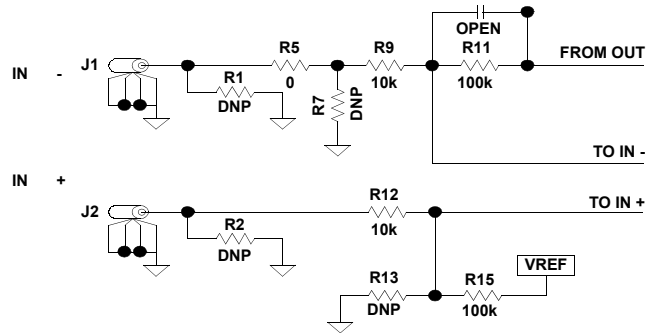 OPEN
J1
R5
R9
R11
FROM OUT
IN -
R1
0
10k
100k
DNP
R7
DNP
TO IN -
IN +
J2
R12
TO IN +
R2
10k
DNP
VREF
R13
R15
DNP
100k